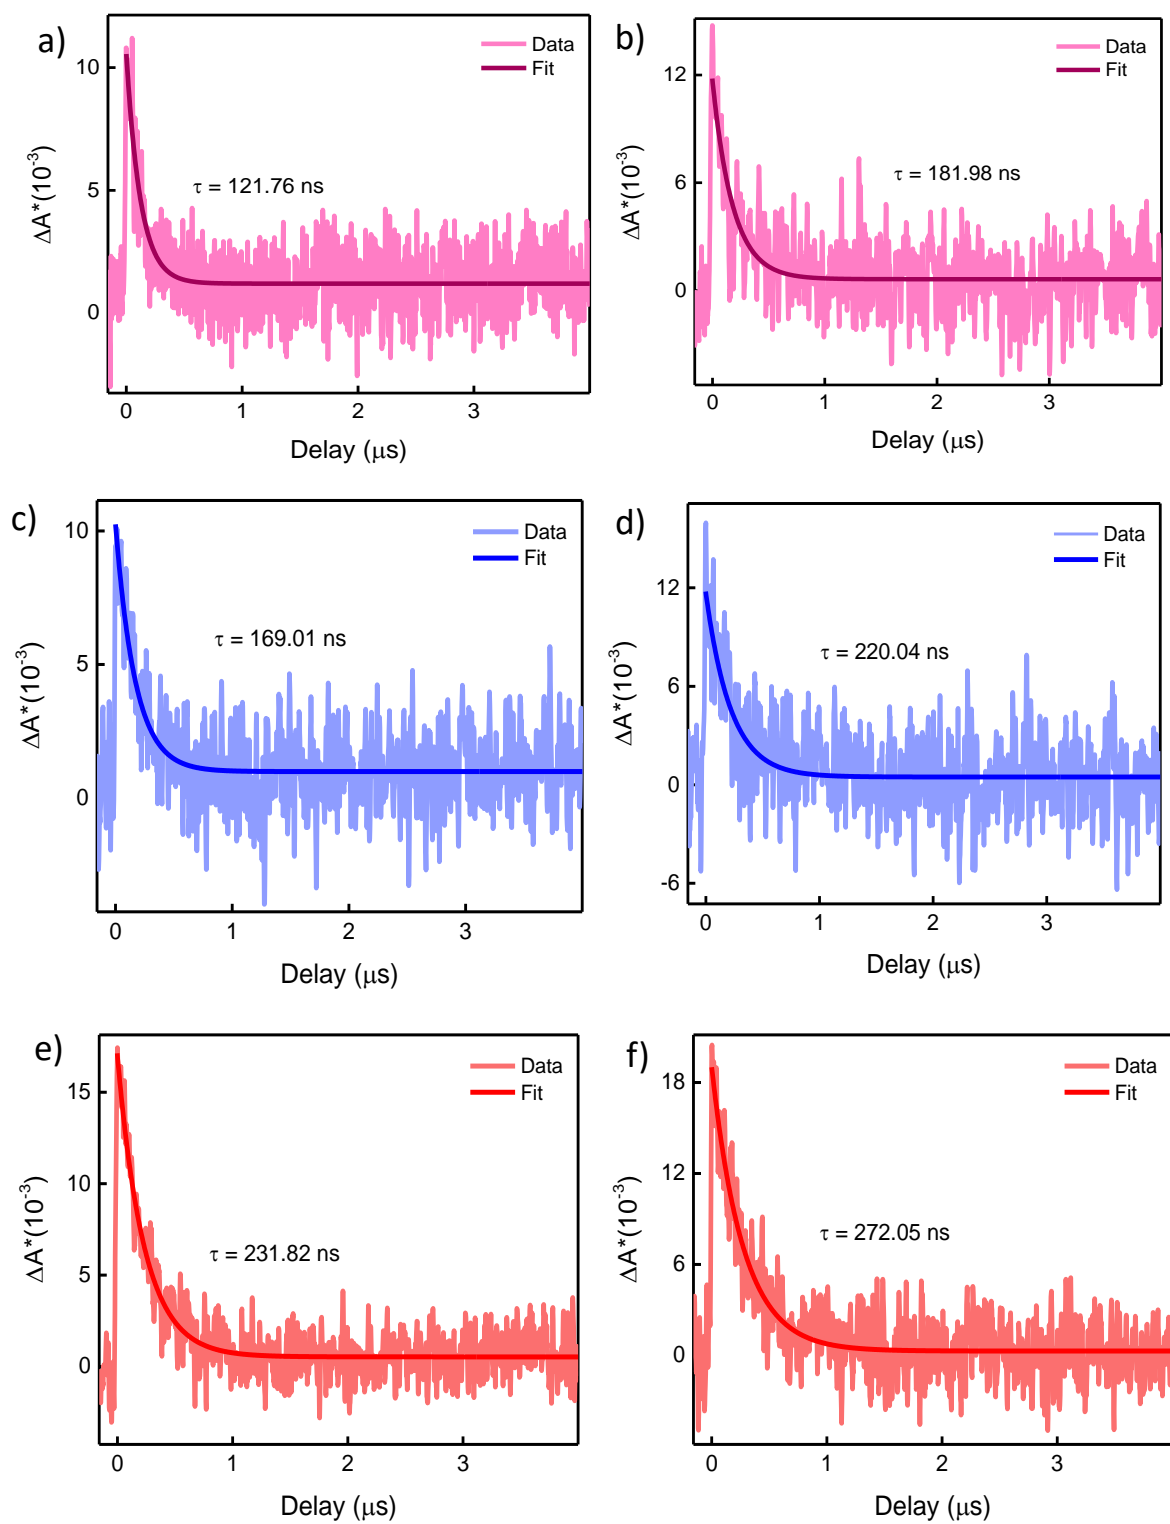 a)
Data
Fit
τ = 121.76 ns
10
5
0
ΔA*(10⁻³)
0 1 2 3
Delay (μs)
b)
Data
Fit
τ = 181.98 ns
12
6
0
ΔA*(10⁻³)
0 1 2 3
Delay (μs)
c)
Data
Fit
τ = 169.01 ns
10
5
0
ΔA*(10⁻³)
0 1 2 3
Delay (μs)
d)
Data
Fit
τ = 220.04 ns
12
6
0
-6
ΔA*(10⁻³)
0 1 2 3
Delay (μs)
e)
Data
Fit
τ = 231.82 ns
15
10
5
0
ΔA*(10⁻³)
0 1 2 3
Delay (μs)
f)
Data
Fit
τ = 272.05 ns
18
12
6
0
ΔA*(10⁻³)
0 1 2 3
Delay (μs)